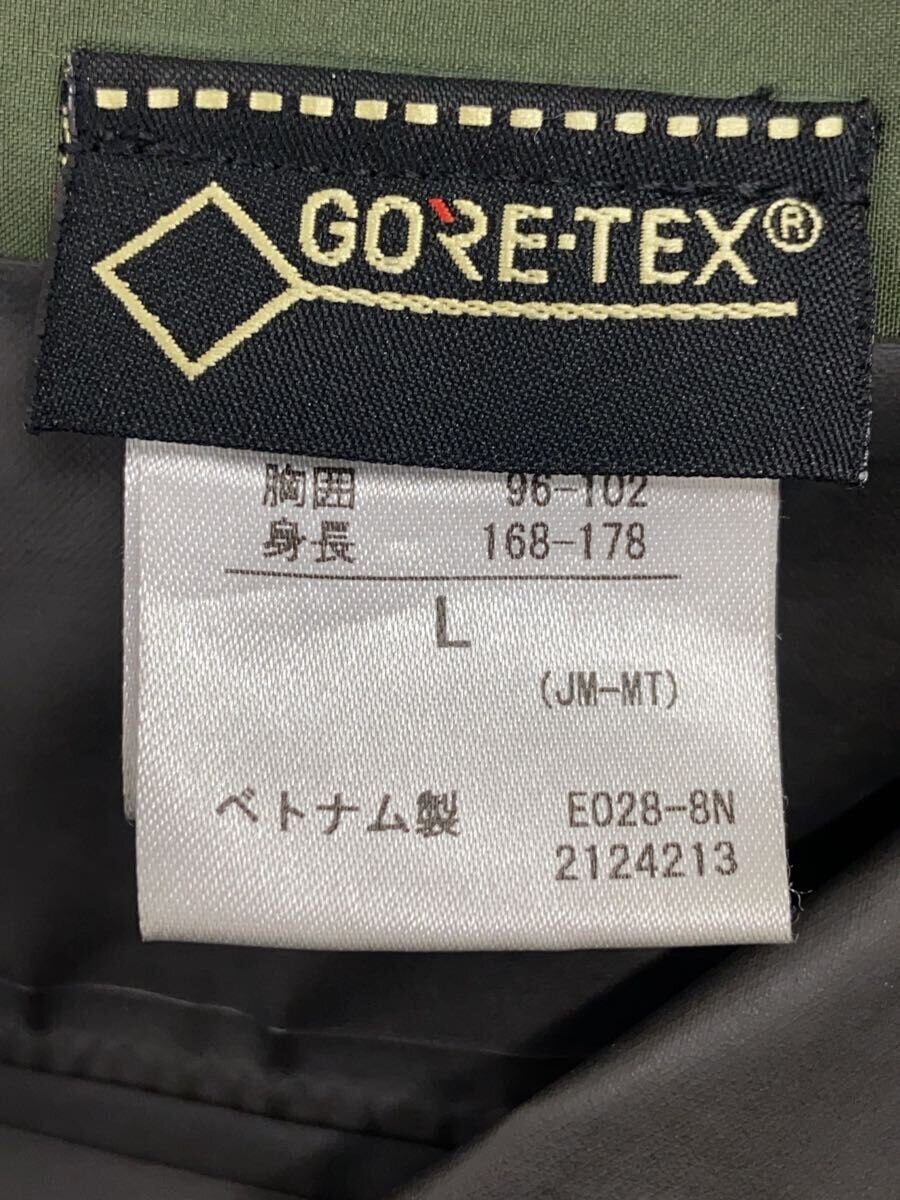 GORE-TEX®
胸囲 96-102
身長 168-178
L
(JM-MT)
ベトナム製 E028-8N
2124213